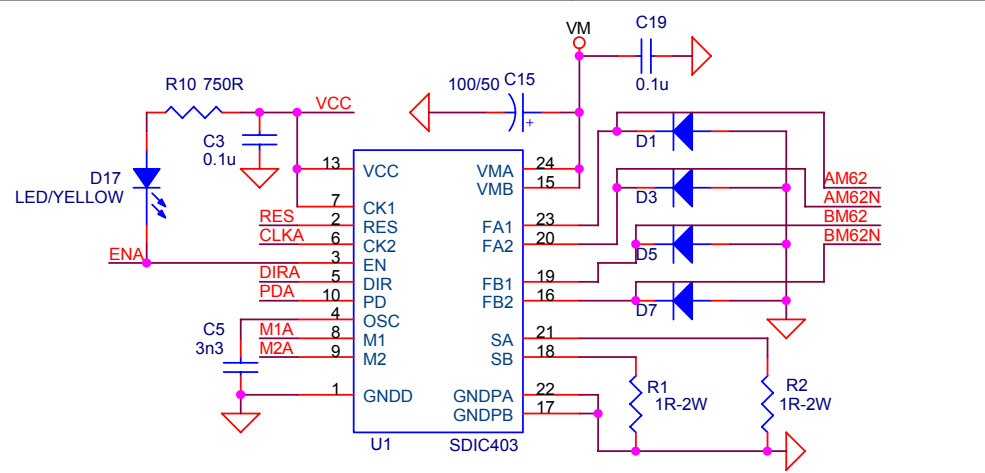 VM
C19
0.1u
100/50
C15
R10 750R
VCC
C3
0.1u
D17
LED/YELLOW
D1
D3
D5
D7
AM62
AM62N
BM62
BM62N
RES
CLKA
ENA
DIRA
PDA
M1A
M2A
C5
3n3
13 VCC
7 CK1
2 RES
6 CK2
3 EN
5 DIR
10 PD
4 OSC
8 M1
9 M2
1 GNDD
VMA 24
VMB 15
FA1 23
FA2 20
FB1 19
FB2 16
SA 21
SB 18
GNDPA 22
GNDPB 17
R1
1R-2W
R2
1R-2W
U1
SDIC403
+